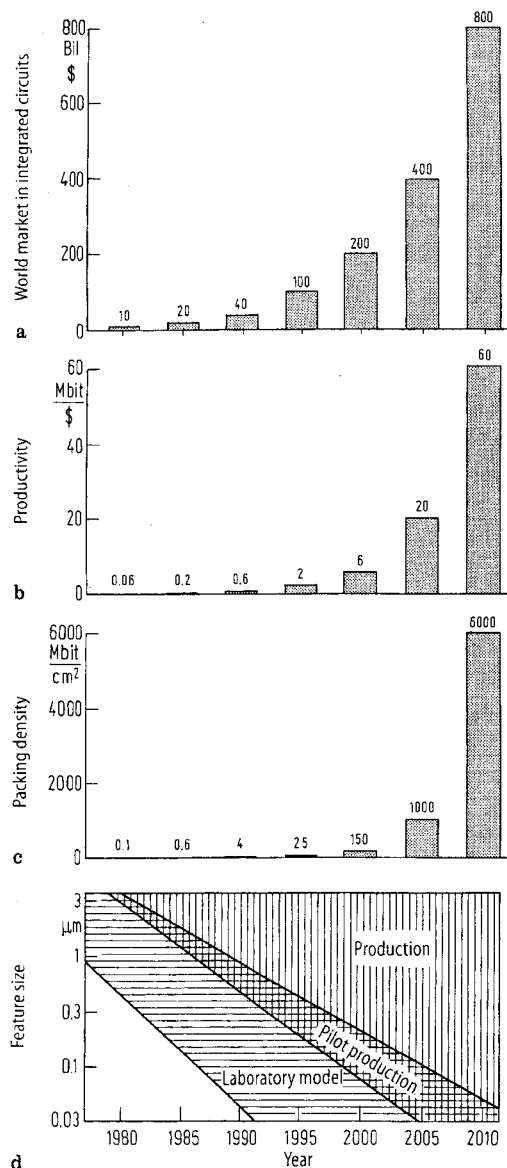 World market in integrated circuits
800
Bil
$
600
400
200
0
10
20
40
100
200
400
800
a
Productivity
60
Mbit
$
40
20
0
0.06
0.2
0,6
2
6
20
60
b
Packing density
6000
Mbit
cm²
4000
2000
0
0.1
0.6
4
25
150
1000
6000
c
Feature size
3
µm
1
0.3
0.1
0.03
Production
Pilot production
Laboratory model
1980
1985
1990
1995
2000
2005
2010
Year
d